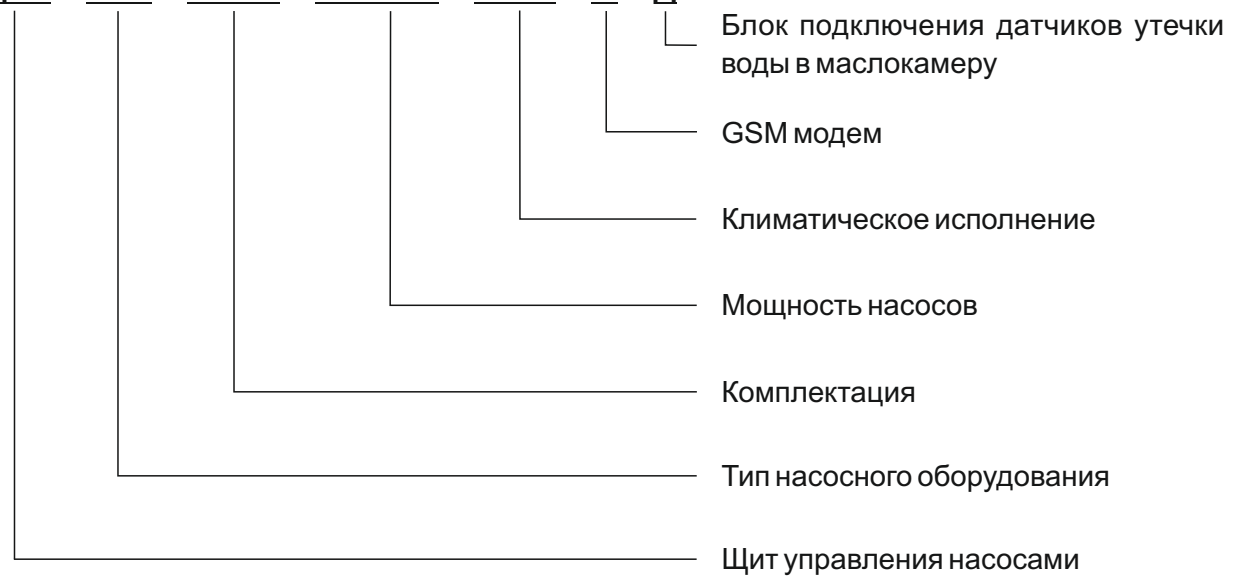 Блок подключения датчиков утечки
воды в маслокамеру
GSM модем
Климатическое исполнение
Мощность насосов
Комплектация
Тип насосного оборудования
Щит управления насосами